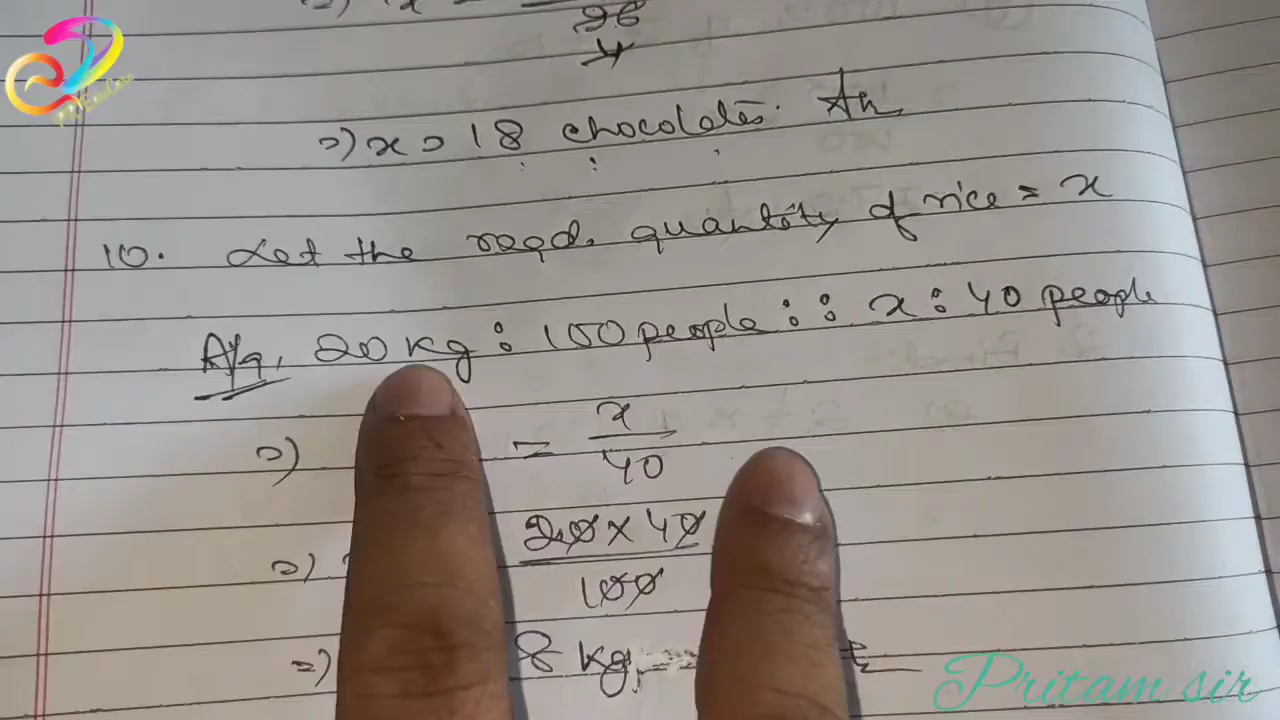 =) x =
96
4
=) x = 18 chocolates. An
10. Let the reqd. quantity of rice = x
A/q, 20 kg : 100 people : : x : 40 people
=) = x/40
=) 20 x 40
100
=) 8 kg
Pritam sir